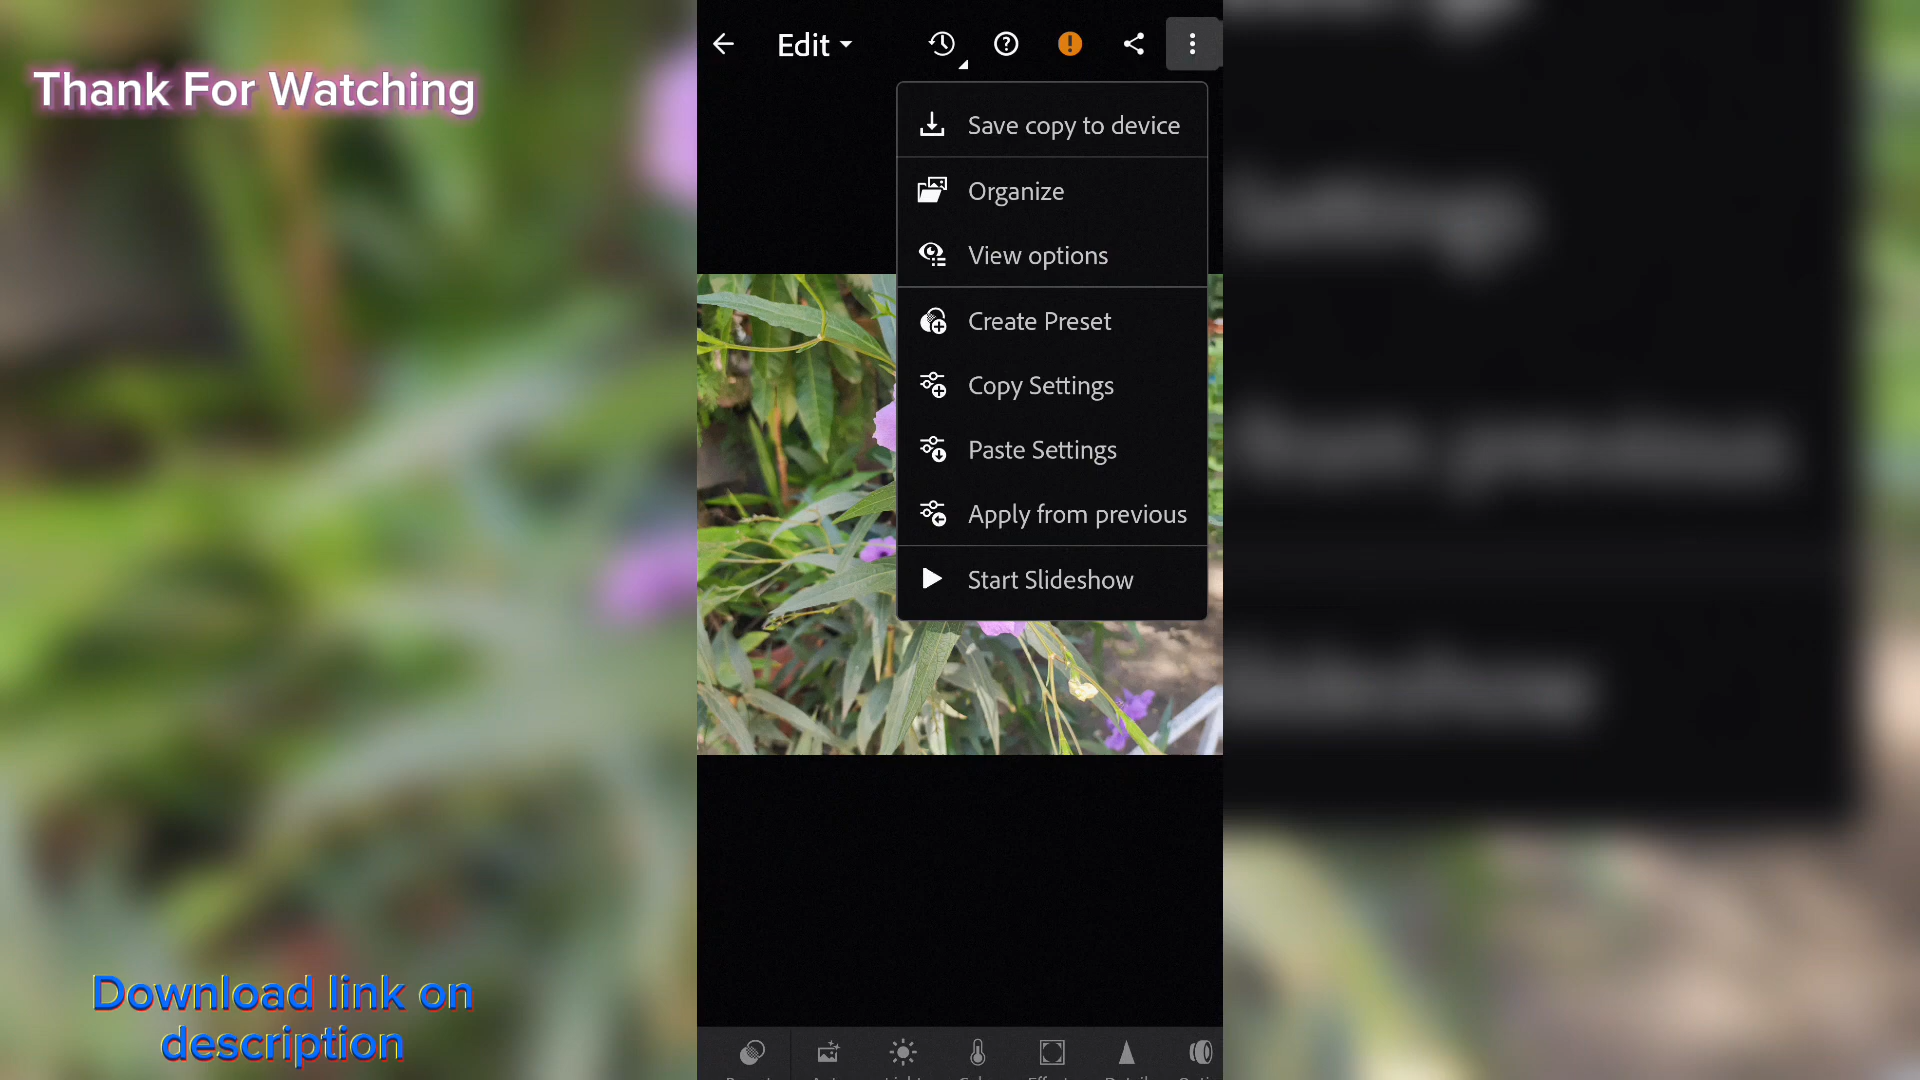 Thank For Watching
Edit
Save copy to device
Organize
View options
Create Preset
Copy Settings
Paste Settings
Apply from previous
Start Slideshow
Download link on
description